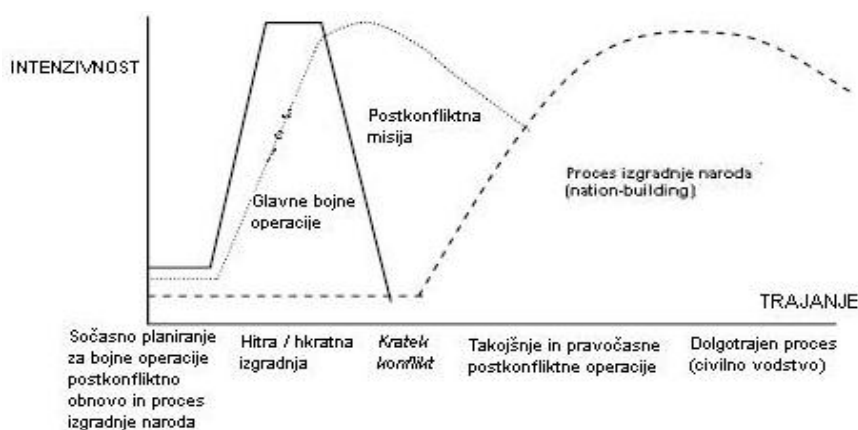 INTENZIVNOST
Postkonfliktna
misija
Proces izgradnje naroda
(nation-building)
Glavne bojne
operacije
TRAJANJE
Sočasno planiranje
za bojne operacije
postkonfliktno
obnovo in proces
izgradnje naroda
Hitra / hkratna
izgradnja
Kratek
konflikt
Takojšnje in pravočasne
postkonfliktne operacije
Dolgotrajen proces
(civilno vodstvo)